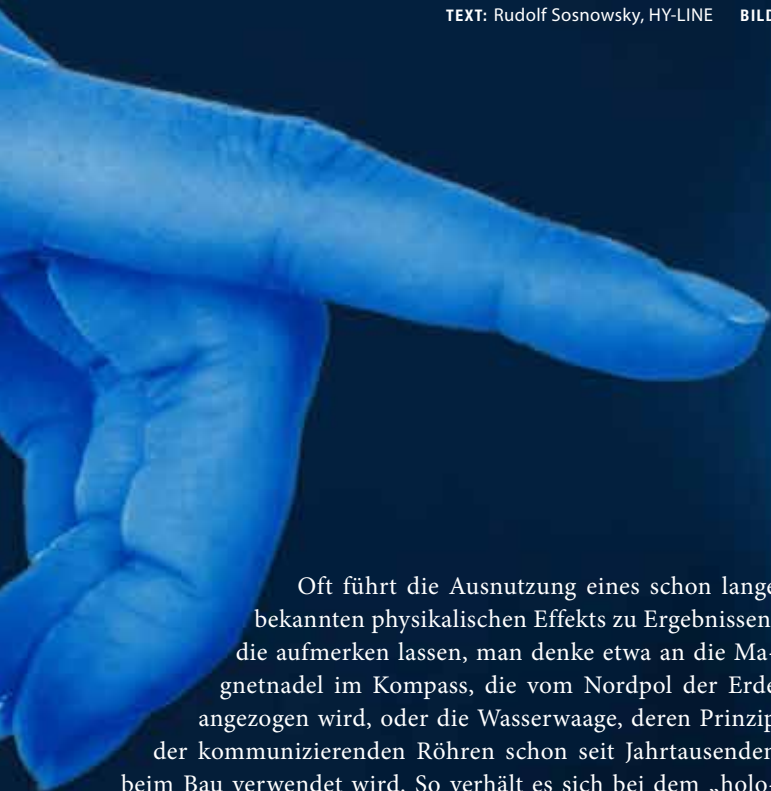 TEXT: Rudolf Sosnowsky, HY-LINE BILD
Oft führt die Ausnutzung eines schon lange
bekannten physikalischen Effekts zu Ergebnissen,
die aufmerken lassen, man denke etwa an die Ma-
gnetnadel im Kompass, die vom Nordpol der Erde
angezogen wird, oder die Wasserwaage, deren Prinzip
der kommunizierenden Röhren schon seit Jahrtausenden
beim Bau verwendet wird. So verhält es sich bei dem „holo-